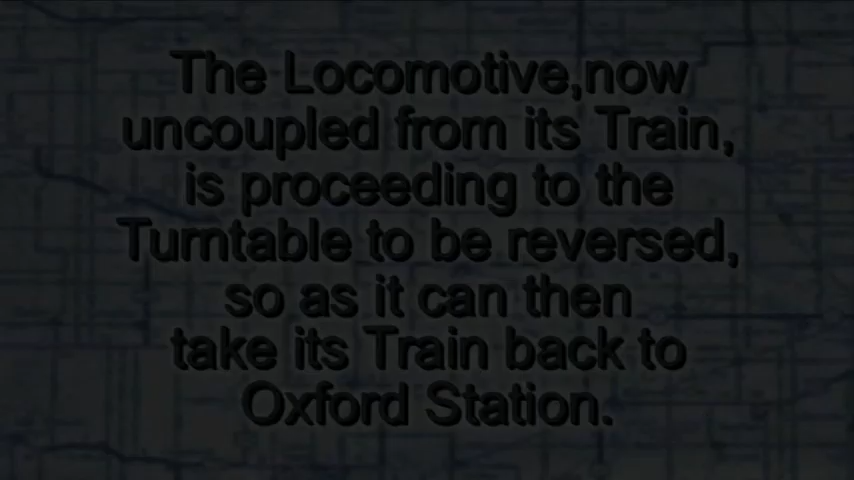 The Locomotive,now
uncoupled from its Train,
is proceeding to the
Turntable to be reversed,
so as it can then
take its Train back to
Oxford Station.